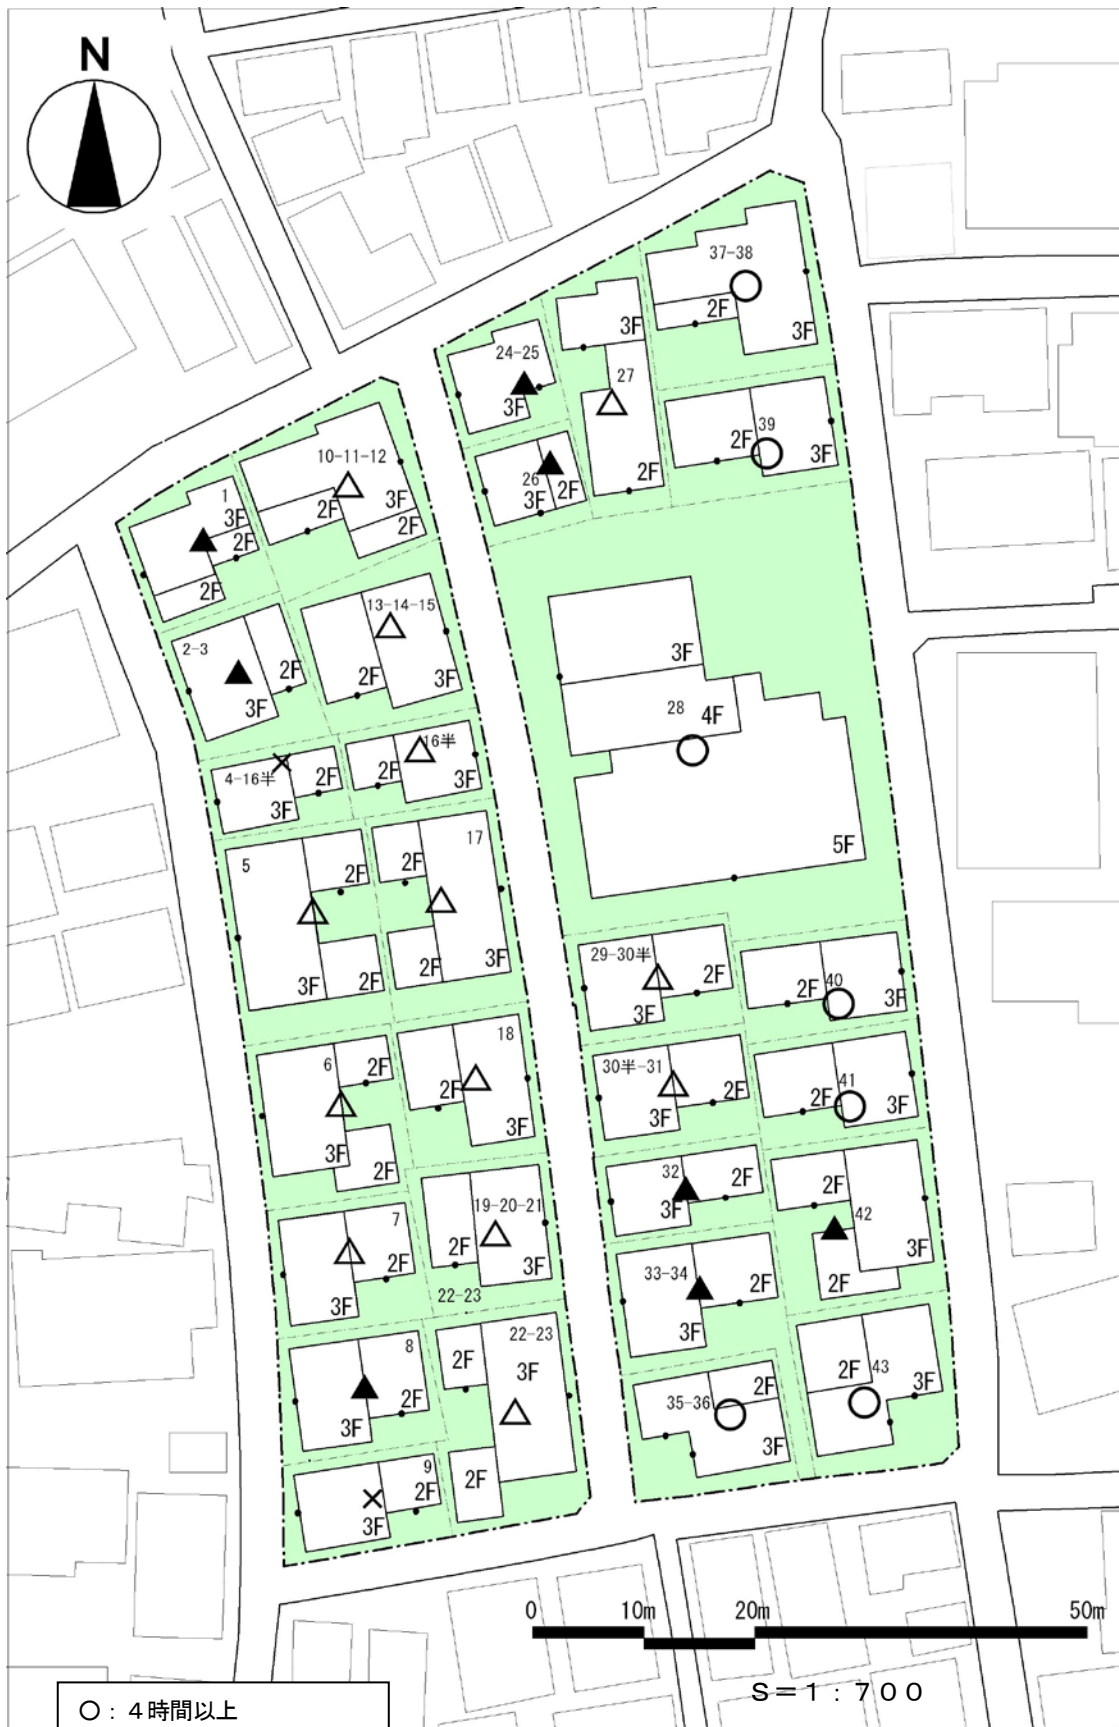 N
37-38
2F
3F
24-25
3F
3F
27
2F
39
2F
3F
26
3F
2F
10-11-12
3F
2F
2F
1
3F
2F
2F
13-14-15
2F
3F
2-3
2F
3F
3F
28
4F
5F
4-16半
2F
3F
16半
2F
3F
5
2F
3F
2F
17
2F
2F
3F
29-30半
2F
3F
40
2F
3F
6
2F
3F
2F
18
2F
3F
30半-31
2F
3F
41
2F
3F
32
2F
3F
42
2F
2F
3F
7
2F
3F
19-20-21
2F
3F
33-34
2F
3F
22-23
8
2F
3F
22-23
2F
3F
2F
35-36
2F
3F
43
2F
3F
9
2F
3F
0 10m 20m 50m
S=1:700
○:4時間以上